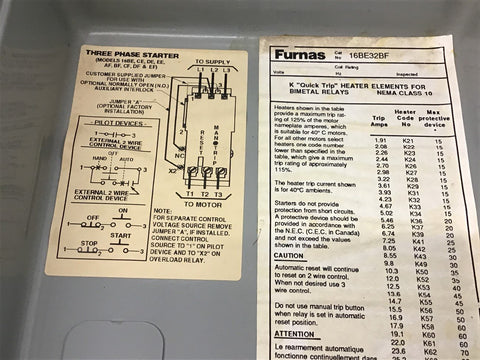 THREE PHASE STARTER
(MODELS 16BE, CE, DE, EE,
AF, BF, CF, DF & EF)
TO SUPPLY
L1 L2 L3
CUSTOMER SUPPLIED JUMPER
FOR USE WITH
OPTIONAL NORMALLY OPEN (N.O.)
AUXILIARY INTERLOCK
JUMPER "A"
(OPTIONAL FACTORY
INSTALLATION)
PILOT DEVICES
EXTERNAL 2 WIRE
CONTROL DEVICE
OFF
HAND AUTO
EXTERNAL 2 WIRE
CONTROL DEVICE
ON
OFF
START
STOP
NC
X2
RESET
MAN TRIP
T1 T2 T3
TO MOTOR
NOTE:
FOR SEPARATE CONTROL
VOLTAGE SOURCE REMOVE
JUMPER "A", IF INSTALLED.
CONNECT CONTROL
SOURCE TO "1" ON PILOT
DEVICE AND TO "X2" ON
OVERLOAD RELAY.
Furnas
Cat No 16BE32BF
Coil Rating
Volts Hz Inspected
K "Quick Trip" HEATER ELEMENTS FOR
BIMETAL RELAYS NEMA CLASS 10
Heaters shown in the table
provide a maximum trip rat-
ing of 125% of the motor
nameplate amperes, which
is suitable for 40° C motors.
For all other motors select
heaters one code number
lower than specified in the
table, which give a maximum
trip rating of approximately
115%.
The heater trip current shown
is for 40°C ambients.
Starters do not provide
protection from short circuits.
A protective device should be
provided in accordance with
the N.E.C. (C.E.C. in Canada)
and not exceed the values
shown in the table.
CAUTION
Automatic reset will continue
to reset on 2 wire control.
When not desired use 3
wire control.
Do not use manual trip button
when relay is set in automatic
reset position.
ATTENTION
Le rearmement automatique
fonctionne continuellement dans
Trip Amps Heater Code No Max protective device
1.91 K21 15
2.08 K22 15
2.26 K23 15
2.44 K24 15
2.70 K26 15
2.98 K27 15
3.22 K28 15
3.61 K29 15
3.93 K31 15
4.23 K32 15
4.67 K33 15
5.02 K34 15
5.46 K36 20
6.25 K37 20
6.74 K39 20
7.25 K41 25
8.05 K42 25
8.55 K43 30
9.8 K49 30
10.3 K50 35
11.2 K52 35
12.5 K53 40
13.6 K54 45
14.7 K55 45
15.5 K56 50
16.9 K57 50
17.9 K58 60
19.1 K60 60
22.0 K61 60
23.6 K62 70
25.2